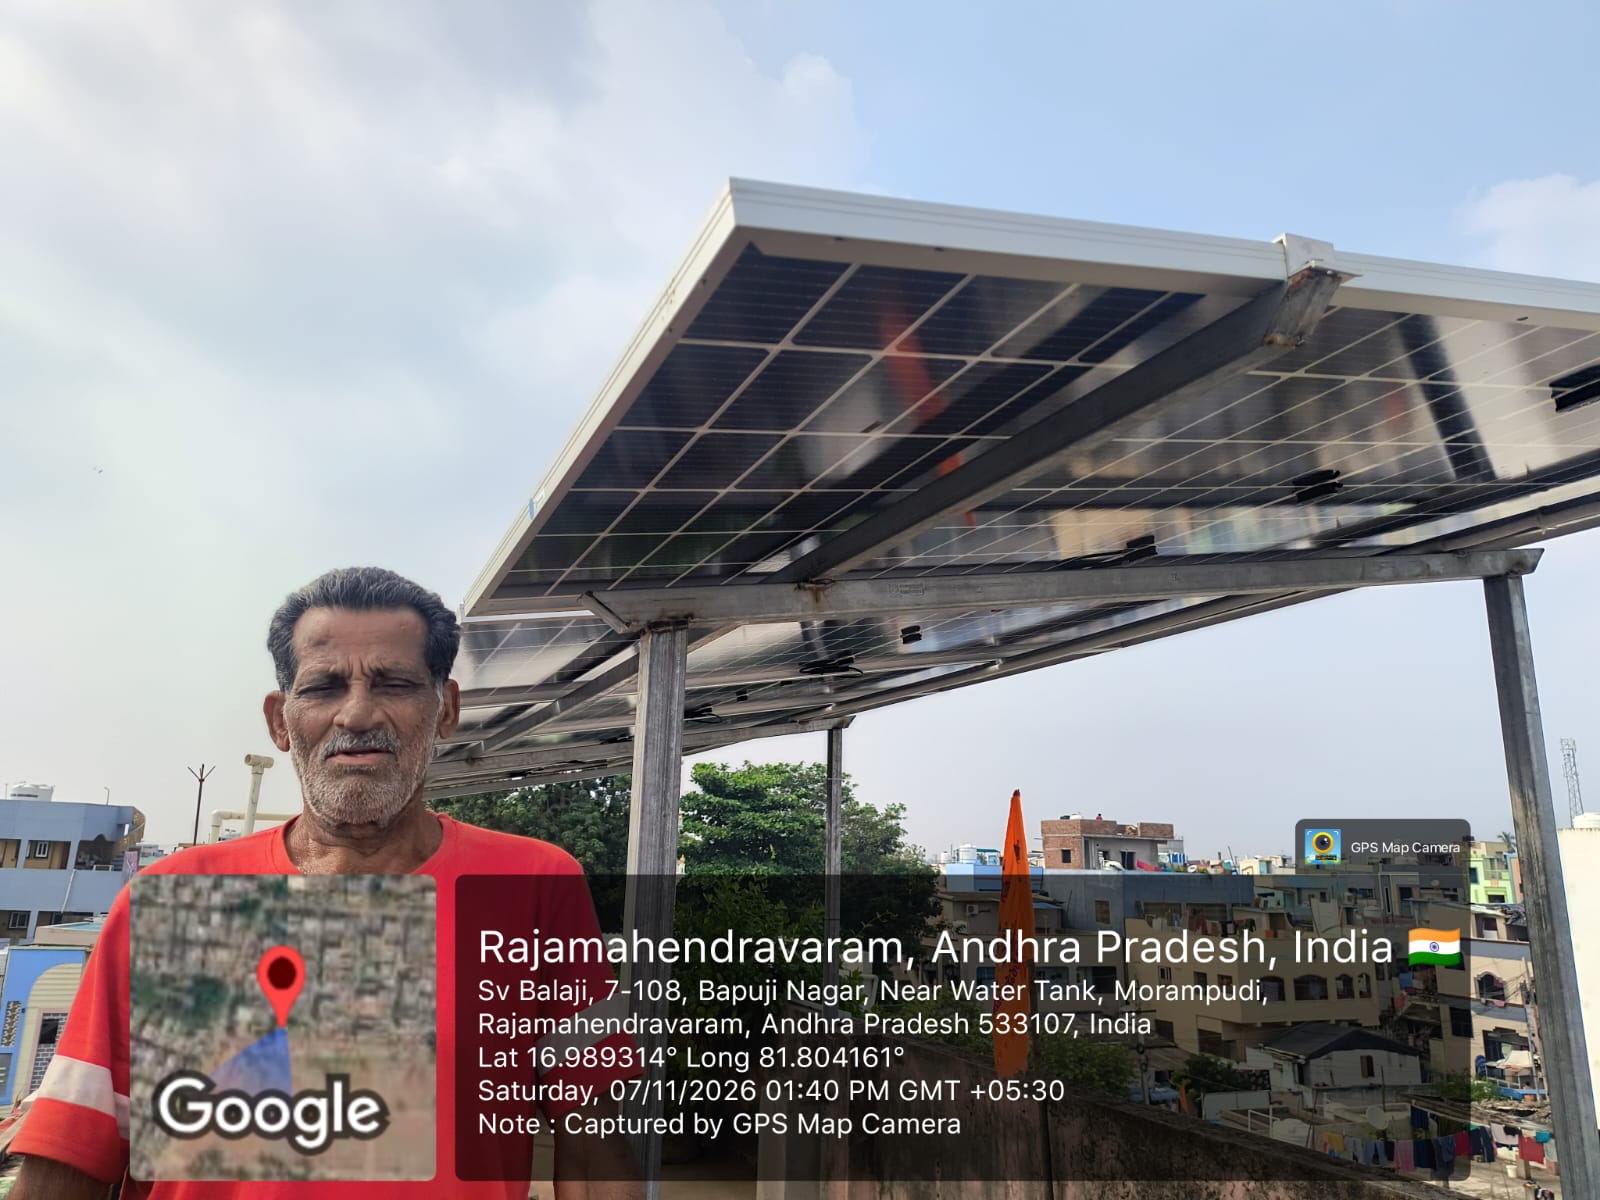 GPS Map Camera
Rajamahendravaram, Andhra Pradesh, India
Sv Balaji, 7-108, Bapuji Nagar, Near Water Tank, Morampudi,
Rajamahendravaram, Andhra Pradesh 533107, India
Lat 16.989314° Long 81.804161°
Saturday, 07/11/2026 01:40 PM GMT +05:30
Note : Captured by GPS Map Camera
Google